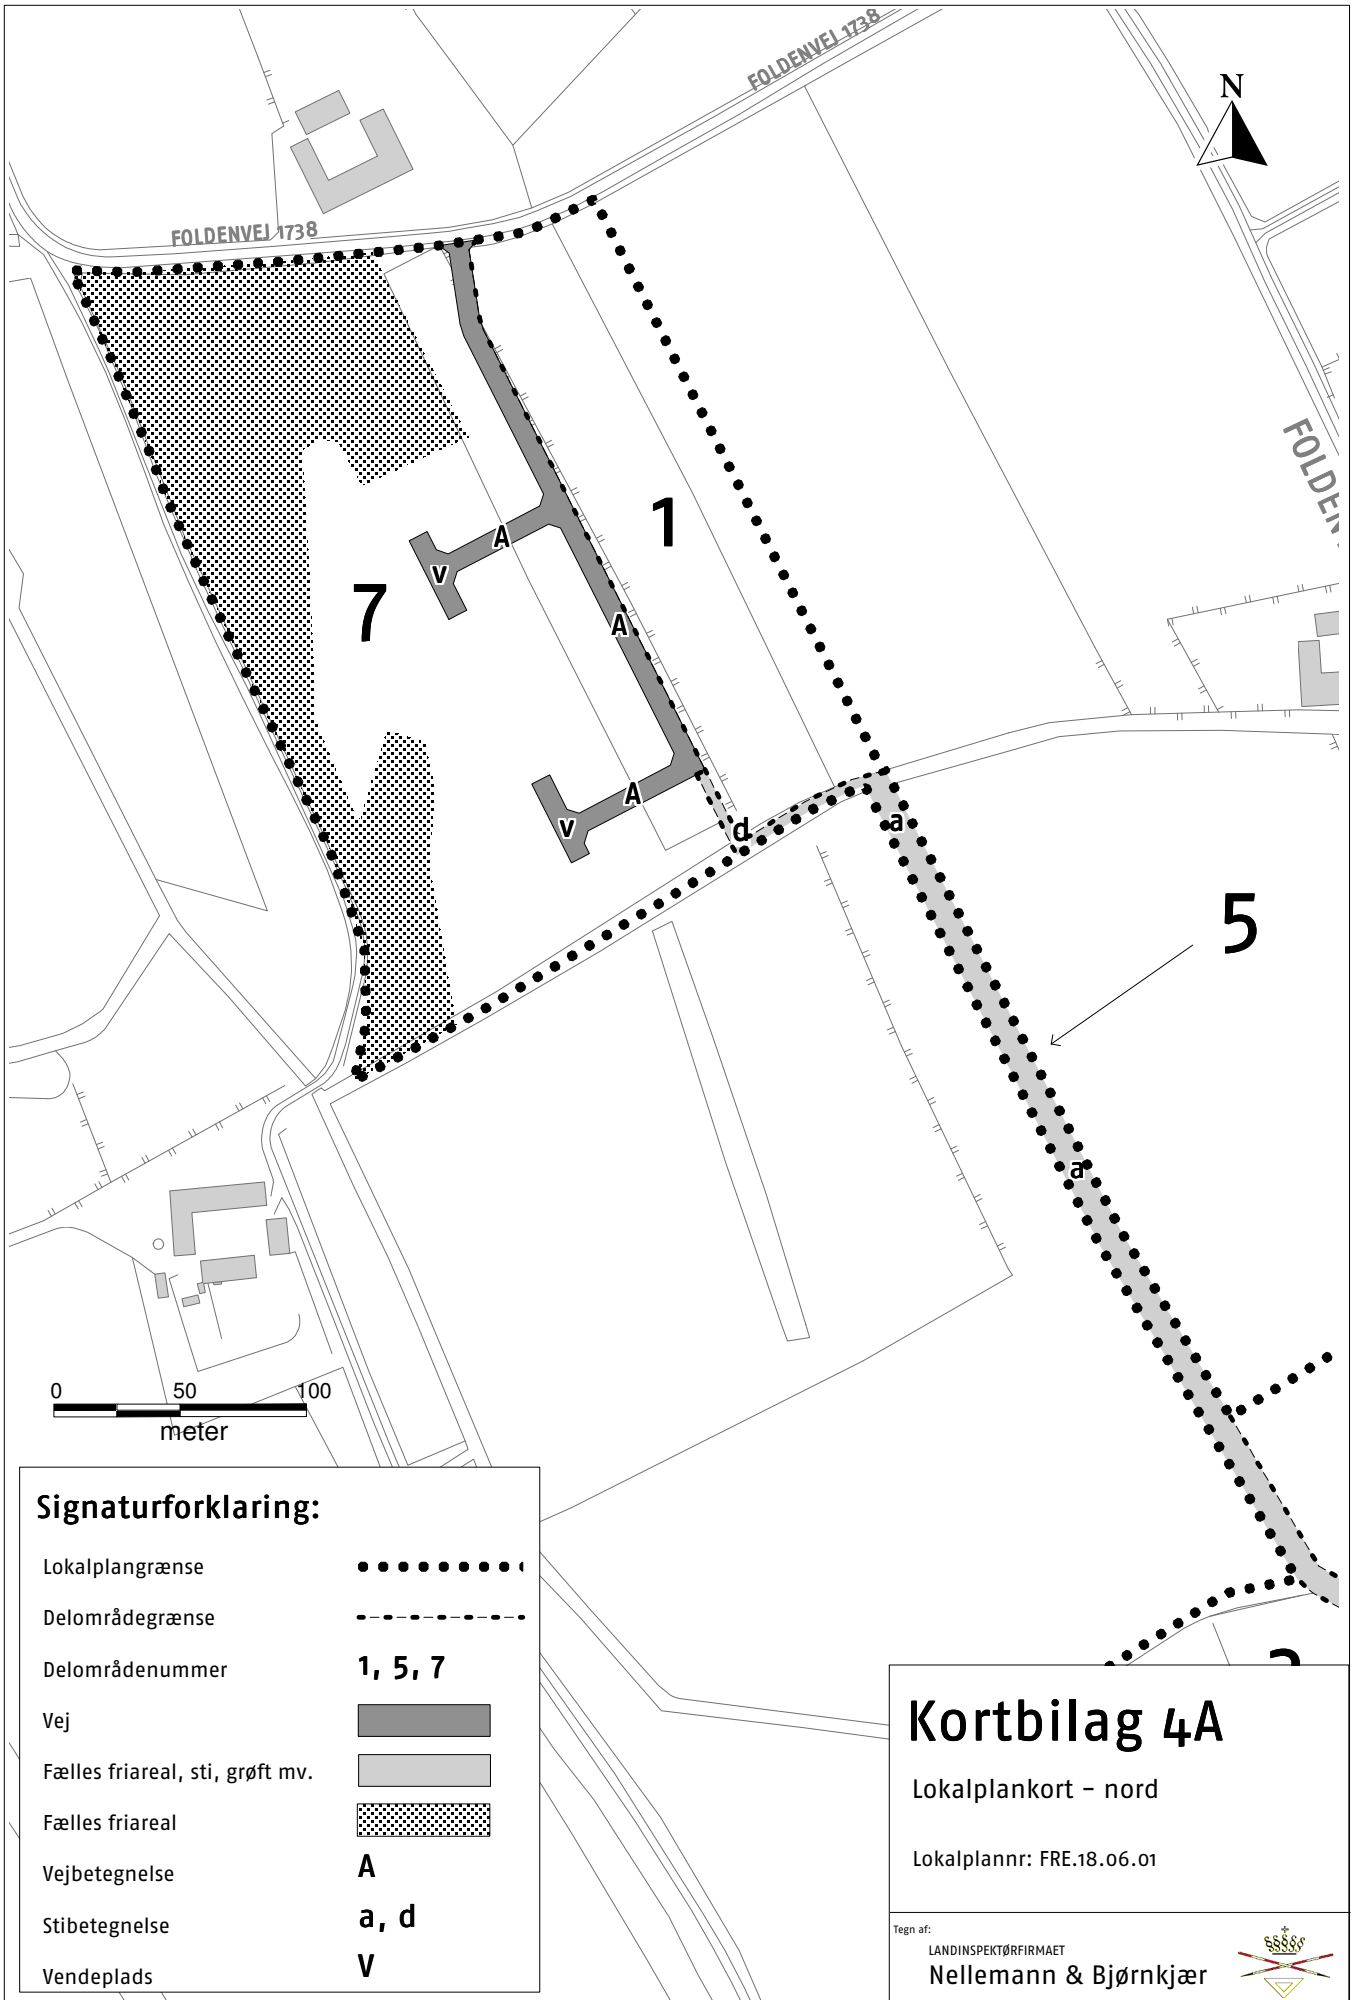 FOLDENVEJ 1738
N
FOLDENVEJ 1738
1
A
v
7
A
A
v
d
a
5
a
0 50 100
meter
Signaturforklaring:
Lokalplangrænse
Delområdegrænse
Delområdenummer 1, 5, 7
Vej
Fælles friareal, sti, grøft mv.
Fælles friareal
Vejbetegnelse A
Stibetegnelse a, d
Vendeplads V
Kortbilag 4A
Lokalplankort - nord
Lokalplannr: FRE.18.06.01
Tegn af:
LANDINSPEKTØRFIRMAET
Nellemann & Bjørnkjær